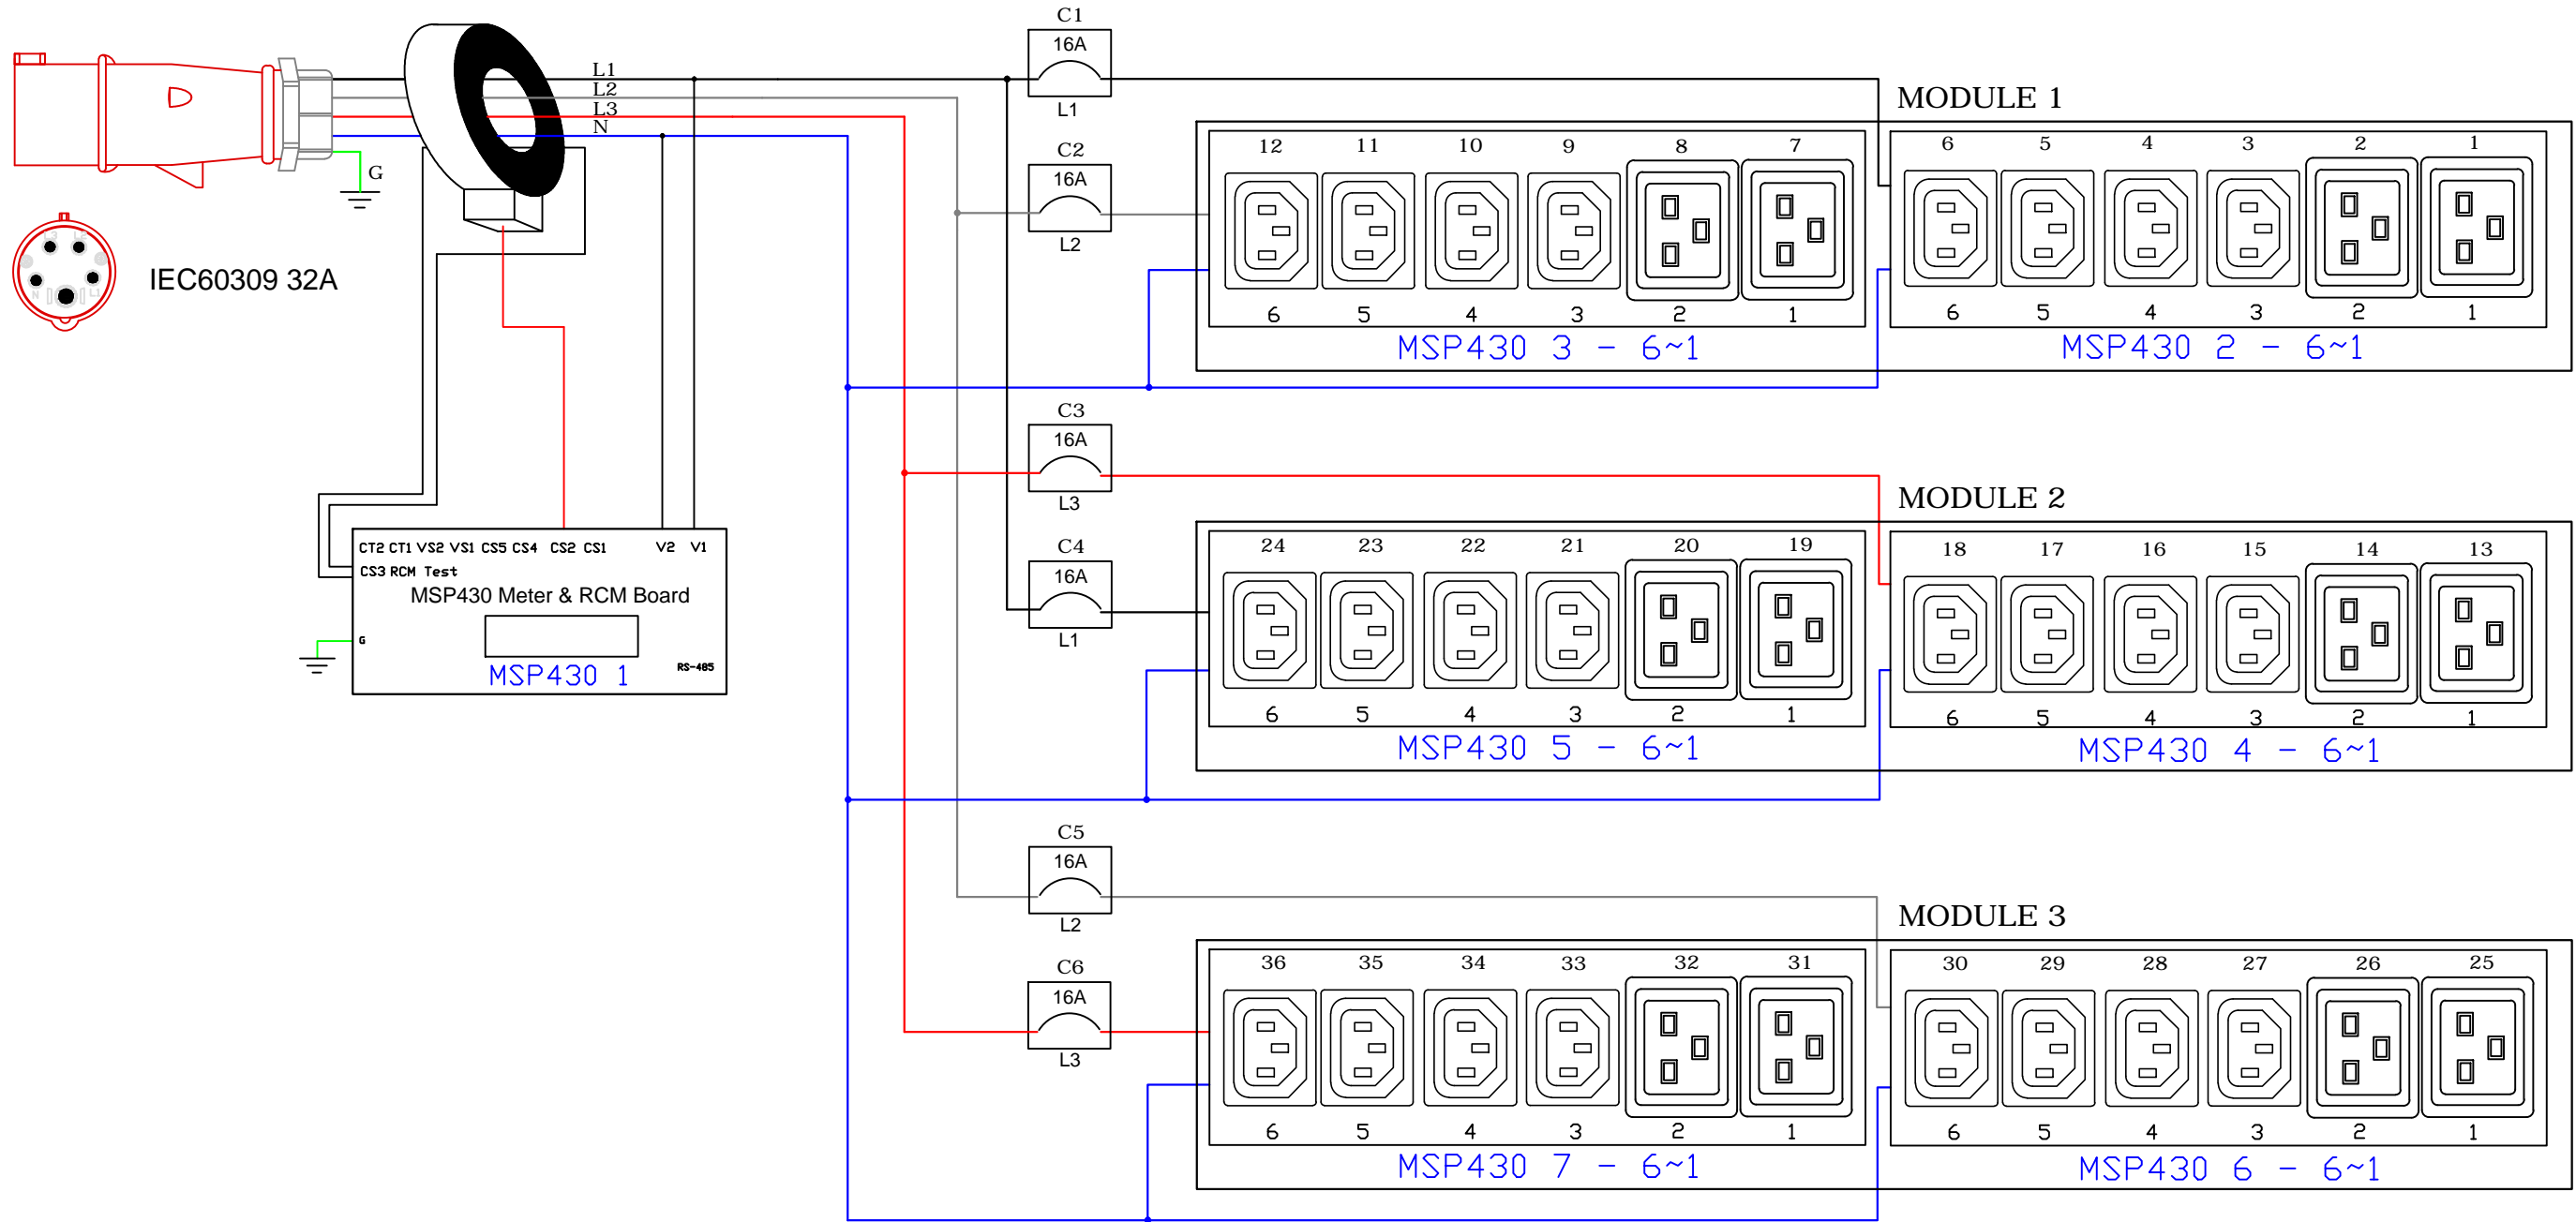 L1
L2
L3
N
G
IEC60309 32A
L3 L2
N L1
CT2 CT1 VS2 VS1 CS5 CS4 CS2 CS1 V2 V1
CS3 RCM Test
MSP430 Meter & RCM Board
G
RS-485
MSP430 1
C1
16A
L1
C2
16A
L2
MODULE 1
12 11 10 9 8 7
6 5 4 3 2 1
MSP430 3 - 6~1
6 5 4 3 2 1
6 5 4 3 2 1
MSP430 2 - 6~1
C3
16A
L3
C4
16A
L1
MODULE 2
24 23 22 21 20 19
6 5 4 3 2 1
MSP430 5 - 6~1
18 17 16 15 14 13
6 5 4 3 2 1
MSP430 4 - 6~1
C5
16A
L2
C6
16A
L3
MODULE 3
36 35 34 33 32 31
6 5 4 3 2 1
MSP430 7 - 6~1
30 29 28 27 26 25
6 5 4 3 2 1
MSP430 6 - 6~1